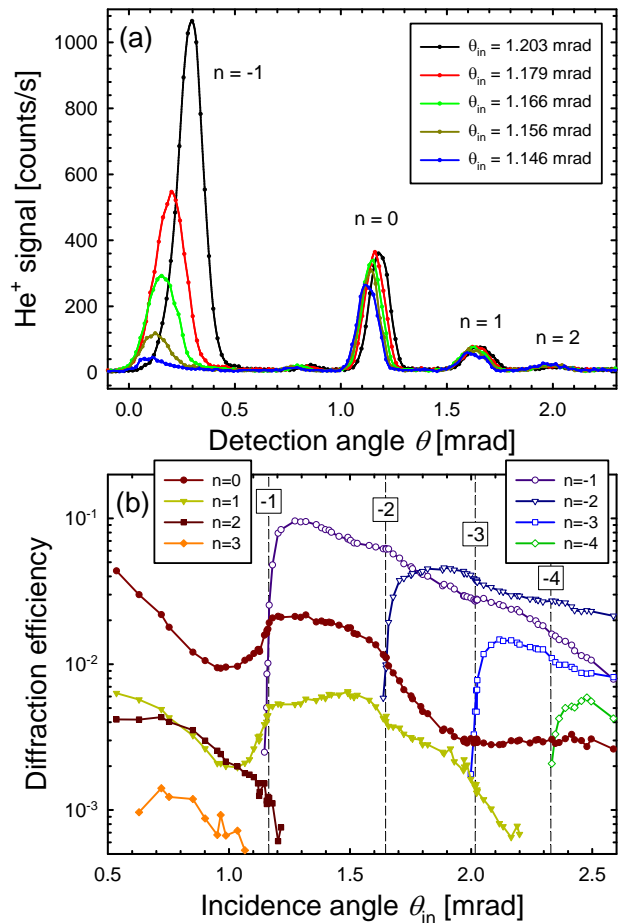 (a)
n = -1
θin = 1.203 mrad
θin = 1.179 mrad
θin = 1.166 mrad
θin = 1.156 mrad
θin = 1.146 mrad
n = 0
n = 1
n = 2
He+ signal [counts/s]
1000
800
600
400
200
0
0.0 0.5 1.0 1.5 2.0
Detection angle θ [mrad]
(b)
n=0
n=1
n=2
n=3
-1
-2
-3
-4
n=-1
n=-2
n=-3
n=-4
Diffraction efficiency
10-1
10-2
10-3
0.5 1.0 1.5 2.0 2.5
Incidence angle θin [mrad]